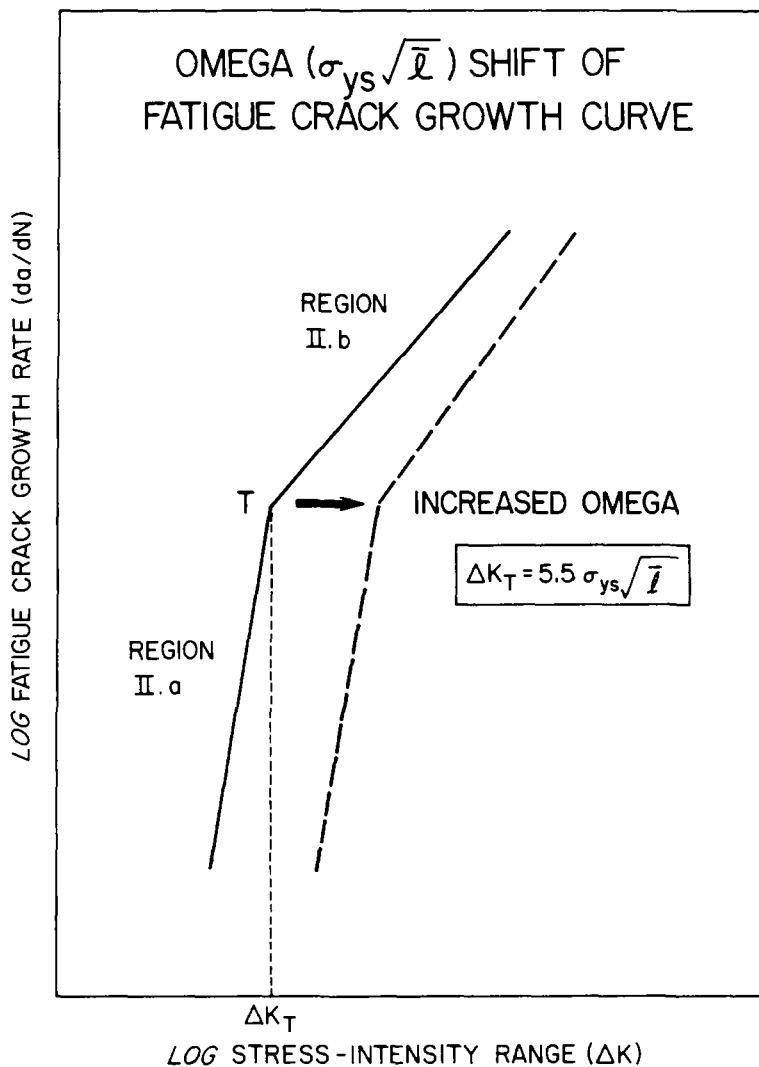 OMEGA (σys√l̄) SHIFT OF
FATIGUE CRACK GROWTH CURVE
LOG FATIGUE CRACK GROWTH RATE (da/dN)
REGION
II.b
T
INCREASED OMEGA
ΔKT = 5.5 σys√l̄
REGION
II.a
ΔKT
LOG STRESS-INTENSITY RANGE (ΔK)